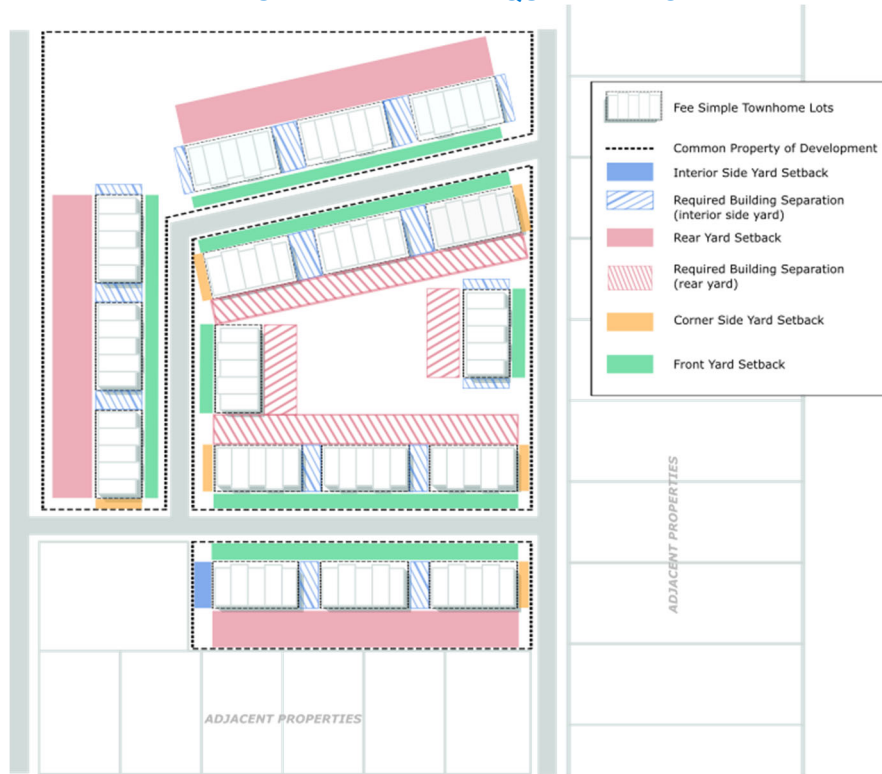 Fee Simple Townhome Lots
Common Property of Development
Interior Side Yard Setback
Required Building Separation
(interior side yard)
Rear Yard Setback
Required Building Separation
(rear yard)
Corner Side Yard Setback
Front Yard Setback
ADJACENT PROPERTIES
ADJACENT PROPERTIES